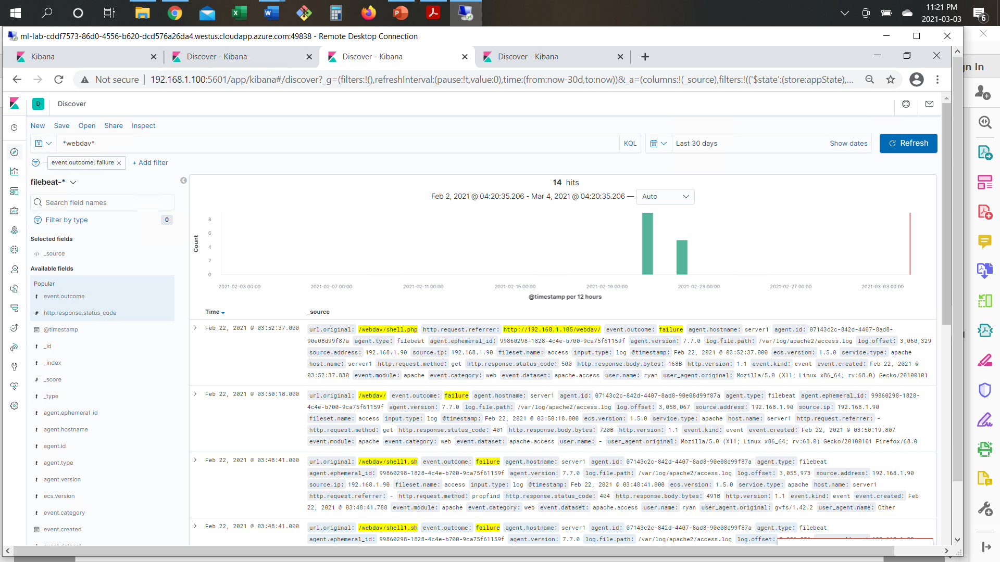 11:21 PM
2021-03-03
6
ml-lab-cddf7573-86d0-4556-b620-dcd576a26da4.westus.cloudapp.azure.com:49838 - Remote Desktop Connection
Kibana
Discover - Kibana
Discover - Kibana
Discover - Kibana
Not secure
192.168.1.100:5601/app/kibana#/discover?_g=(filters:!(),refreshInterval:(pause:!t,value:0),time:(from:now-30d,to:now))&_a=(columns:!(_source),filters:!(('$state':(store:appState),...
D
Discover
New Save Open Share Inspect
*webdav*
KQL
Last 30 days
Show dates
Refresh
event.outcome: failure
+ Add filter
filebeat-*
Search field names
Filter by type 0
Selected fields
_source
Available fields
Popular
t event.outcome
# http.response.status_code
@timestamp
t _id
t _index
# _score
t _type
t agent.ephemeral_id
t agent.hostname
t agent.id
t agent.type
t agent.version
t ecs.version
t event.category
event.created
14 hits
Feb 2, 2021 @ 04:20:35.206 - Mar 4, 2021 @ 04:20:35.206 — Auto
Count
8
6
4
2
0
2021-02-03 00:00 2021-02-07 00:00 2021-02-11 00:00 2021-02-15 00:00 2021-02-19 00:00 2021-02-23 00:00 2021-02-27 00:00 2021-03-03 00:00
@timestamp per 12 hours
Time _source
Feb 22, 2021 @ 03:52:37.000 url.original: /webdav/shell.php http.request.referrer: http://192.168.1.105/webdav/ event.outcome: failure agent.hostname: server1 agent.id: 07143c2c-842d-4407-8ad8-
90e08d99f87a agent.type: filebeat agent.ephemeral_id: 99860298-1828-4c4e-b700-9ca75f61159f agent.version: 7.7.0 log.file.path: /var/log/apache2/access.log log.offset: 3,060,329
source.address: 192.168.1.90 source.ip: 192.168.1.90 fileset.name: access input.type: log @timestamp: Feb 22, 2021 @ 03:52:37.000 ecs.version: 1.5.0 service.type: apache
host.name: server1 http.request.method: get http.response.status_code: 500 http.response.body.bytes: 168B http.version: 1.1 event.kind: event event.created: Feb 22, 2021 @
03:52:37.830 event.module: apache event.category: web event.dataset: apache.access user.name: ryan user_agent.original: Mozilla/5.0 (X11; Linux x86_64; rv:68.0) Gecko/20100101
Feb 22, 2021 @ 03:50:18.000 url.original: /webdav/ event.outcome: failure agent.hostname: server1 agent.id: 07143c2c-842d-4407-8ad8-90e08d99f87a agent.type: filebeat agent.ephemeral_id: 99860298-1828-
4c4e-b700-9ca75f61159f agent.version: 7.7.0 log.file.path: /var/log/apache2/access.log log.offset: 3,058,067 source.address: 192.168.1.90 source.ip: 192.168.1.90
fileset.name: access input.type: log @timestamp: Feb 22, 2021 @ 03:50:18.000 ecs.version: 1.5.0 service.type: apache host.name: server1 http.request.referrer: -
http.request.method: get http.response.status_code: 401 http.response.body.bytes: 720B http.version: 1.1 event.kind: event event.created: Feb 22, 2021 @ 03:50:19.807
event.module: apache event.category: web event.dataset: apache.access user.name: - user_agent.original: Mozilla/5.0 (X11; Linux x86_64; rv:68.0) Gecko/20100101 Firefox/68.0
Feb 22, 2021 @ 03:48:41.000 url.original: /webdav/shell1.sh event.outcome: failure agent.hostname: server1 agent.id: 07143c2c-842d-4407-8ad8-90e08d99f87a agent.type: filebeat
agent.ephemeral_id: 99860298-1828-4c4e-b700-9ca75f61159f agent.version: 7.7.0 log.file.path: /var/log/apache2/access.log log.offset: 3,055,973 source.address: 192.168.1.90
source.ip: 192.168.1.90 fileset.name: access input.type: log @timestamp: Feb 22, 2021 @ 03:48:41.000 ecs.version: 1.5.0 service.type: apache host.name: server1
http.request.referrer: - http.request.method: propfind http.response.status_code: 404 http.response.body.bytes: 491B http.version: 1.1 event.kind: event event.created: Feb
22, 2021 @ 03:48:41.788 event.module: apache event.category: web event.dataset: apache.access user.name: ryan user_agent.original: gvfs/1.42.2 user_agent.name: Other
Feb 22, 2021 @ 03:48:41.000 url.original: /webdav/shell1.sh event.outcome: failure agent.hostname: server1 agent.id: 07143c2c-842d-4407-8ad8-90e08d99f87a agent.type: filebeat
agent.ephemeral_id: 99860298-1828-4c4e-b700-9ca75f61159f agent.version: 7.7.0 log.file.path: /var/log/apache2/access.log log.offset:
gn In